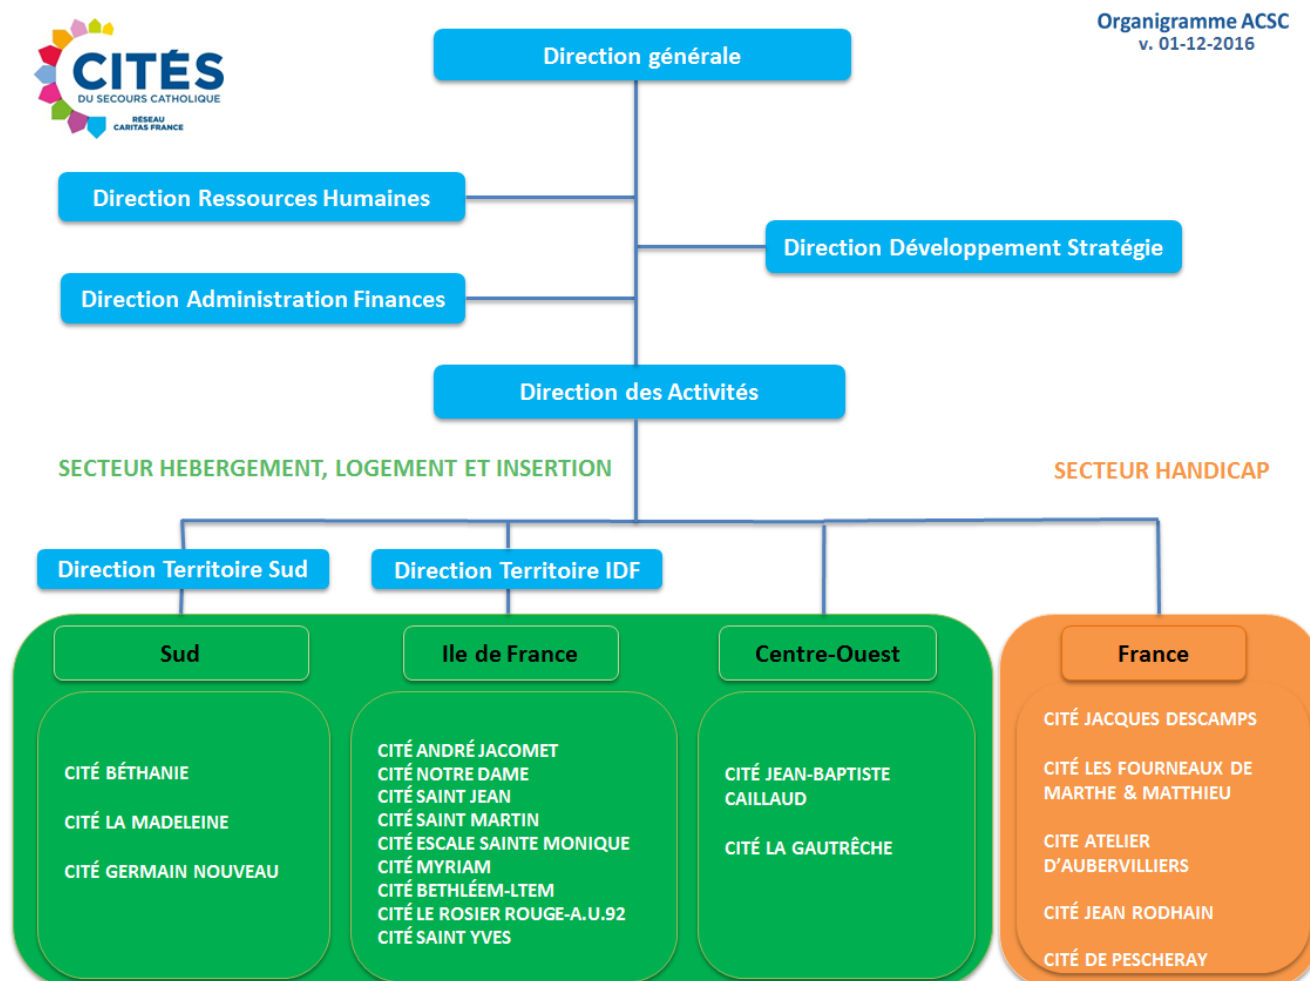 CITÉS
DU SECOURS CATHOLIQUE
RÉSEAU
CARITAS FRANCE
Organigramme ACSC
v. 01-12-2016
Direction générale
Direction Ressources Humaines
Direction Développement Stratégie
Direction Administration Finances
Direction des Activités
SECTEUR HEBERGEMENT, LOGEMENT ET INSERTION
SECTEUR HANDICAP
Direction Territoire Sud
Direction Territoire IDF
Sud
CITÉ BÉTHANIE
CITÉ LA MADELEINE
CITÉ GERMAIN NOUVEAU
Ile de France
CITÉ ANDRÉ JACOMET
CITÉ NOTRE DAME
CITÉ SAINT JEAN
CITÉ SAINT MARTIN
CITÉ ESCALE SAINTE MONIQUE
CITÉ MYRIAM
CITÉ BETHLÉEM-LTEM
CITÉ LE ROSIER ROUGE-A.U.92
CITÉ SAINT YVES
Centre-Ouest
CITÉ JEAN-BAPTISTE
CAILLAUD
CITÉ LA GAUTRÊCHE
France
CITÉ JACQUES DESCAMPS
CITÉ LES FOURNEAUX DE
MARTHE & MATTHIEU
CITE ATELIER
D'AUBERVILLIERS
CITÉ JEAN RODHAIN
CITÉ DE PESCHERAY